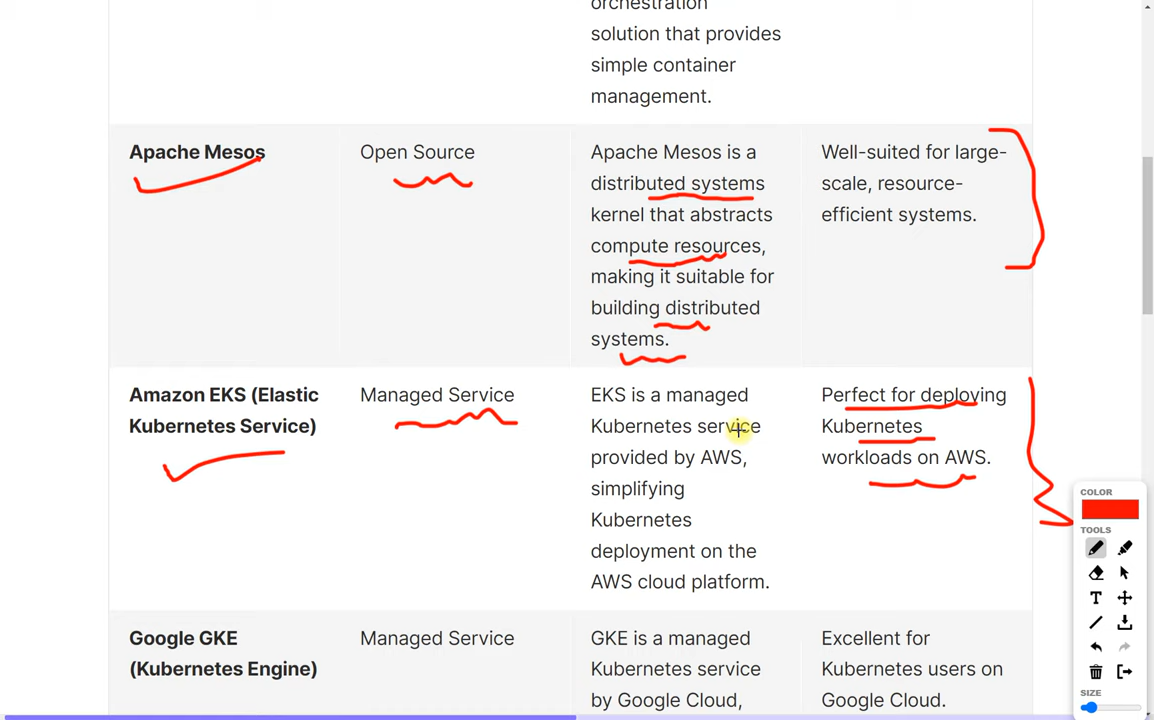 orchestration
solution that provides
simple container
management.
Apache Mesos
Open Source
Apache Mesos is a
distributed systems
kernel that abstracts
compute resources,
making it suitable for
building distributed
systems.
Well-suited for large-
scale, resource-
efficient systems.
Amazon EKS (Elastic
Kubernetes Service)
Managed Service
EKS is a managed
Kubernetes service
provided by AWS,
simplifying
Kubernetes
deployment on the
AWS cloud platform.
Perfect for deploying
Kubernetes
workloads on AWS.
Google GKE
(Kubernetes Engine)
Managed Service
GKE is a managed
Kubernetes service
by Google Cloud,
Excellent for
Kubernetes users on
Google Cloud.
COLOR
TOOLS
T
SIZE